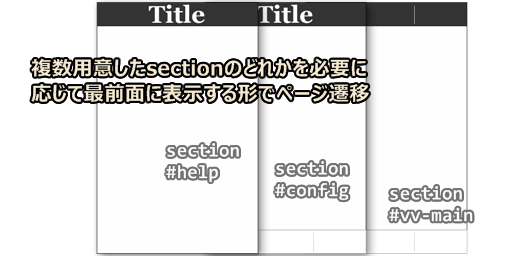 Title
Title
複数用意したsectionのどれかを必要に
応じて最前面に表示する形でページ遷移
section
#help
section
#config
section
#vv-main